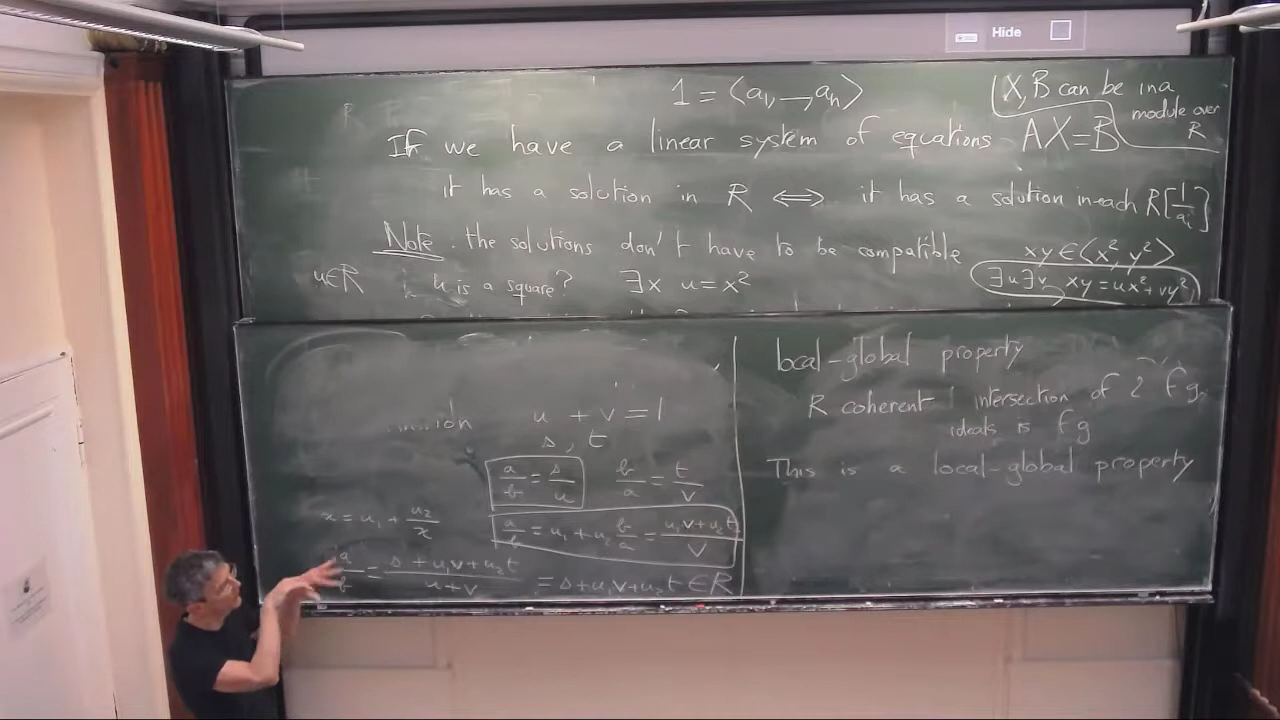 Hide
1 = ⟨a₁, —, aₙ⟩
X, B can be in a
module over
R
If we have a linear system of equations AX=B
it has a solution in R ⟺ it has a solution in each R[1/aᵢ]
Note. the solutions don't have to be compatible
xy ∈ ⟨x², y²⟩
u∈R u is a square? ∃x u=x²
∃u∃v xy = ux²+vy²
u + v = 1
s, t
a/b = s/u b/a = t/v
x = u₁ + u₂/x
a/b = u₁ + u₂ b/a = (u₁v+u₂t)/v
a/b = (s+u₁v+u₂t)/(u+v) = s+u₁v+u₂t ∈ R
local-global property
R coherent intersection of 2 f g
ideals is f g
This is a local-global property